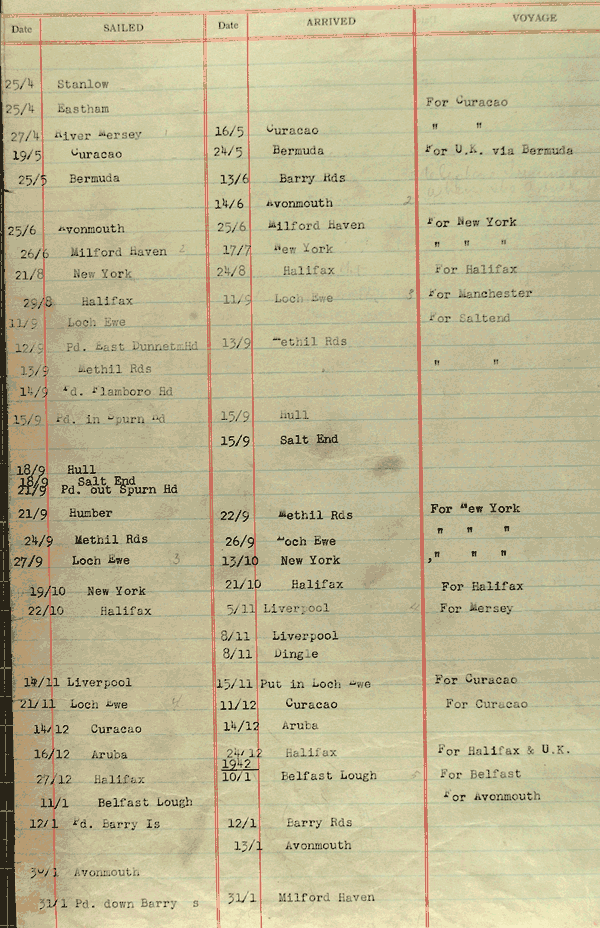 Date SAILED Date ARRIVED VOYAGE
25/4 Stanlow
25/4 Eastham For Curacao
27/4 River Mersey 16/5 Curacao " "
19/5 Curacao 24/5 Bermuda For U.K. via Bermuda
25/5 Bermuda 13/6 Barry Rds
14/6 Avonmouth 2
25/6 Avonmouth 25/6 Milford Haven For New York
26/6 Milford Haven 2 17/7 New York " " "
21/8 New York 24/8 Halifax For Halifax
29/8 Halifax 11/9 Loch Ewe 3 For Manchester
11/9 Loch Ewe For Saltend
12/9 Pd. East Dunnet Hd 13/9 Methil Rds
13/9 Methil Rds " "
14/9 Pd. Flamboro Hd
15/9 Pd. in Spurn Hd 15/9 Hull
15/9 Salt End
18/9 Hull
18/9 Salt End
21/9 Pd. out Spurn Hd
21/9 Humber 22/9 Methil Rds For New York
24/9 Methil Rds 26/9 Loch Ewe " " "
27/9 Loch Ewe 3 13/10 New York " " "
19/10 New York 21/10 Halifax For Halifax
22/10 Halifax 5/11 Liverpool 4 For Mersey
8/11 Liverpool
8/11 Dingle
14/11 Liverpool 15/11 Put in Loch Ewe For Curacao
21/11 Loch Ewe 4 11/12 Curacao For Curacao
14/12 Curacao 14/12 Aruba
16/12 Aruba 24/12 Halifax For Halifax & U.K.
1942
27/12 Halifax 10/1 Belfast Lough 5 For Belfast
11/1 Belfast Lough For Avonmouth
12/1 Pd. Barry Is 12/1 Barry Rds
13/1 Avonmouth
30/1 Avonmouth
31/1 Pd. down Barry s 31/1 Milford Haven